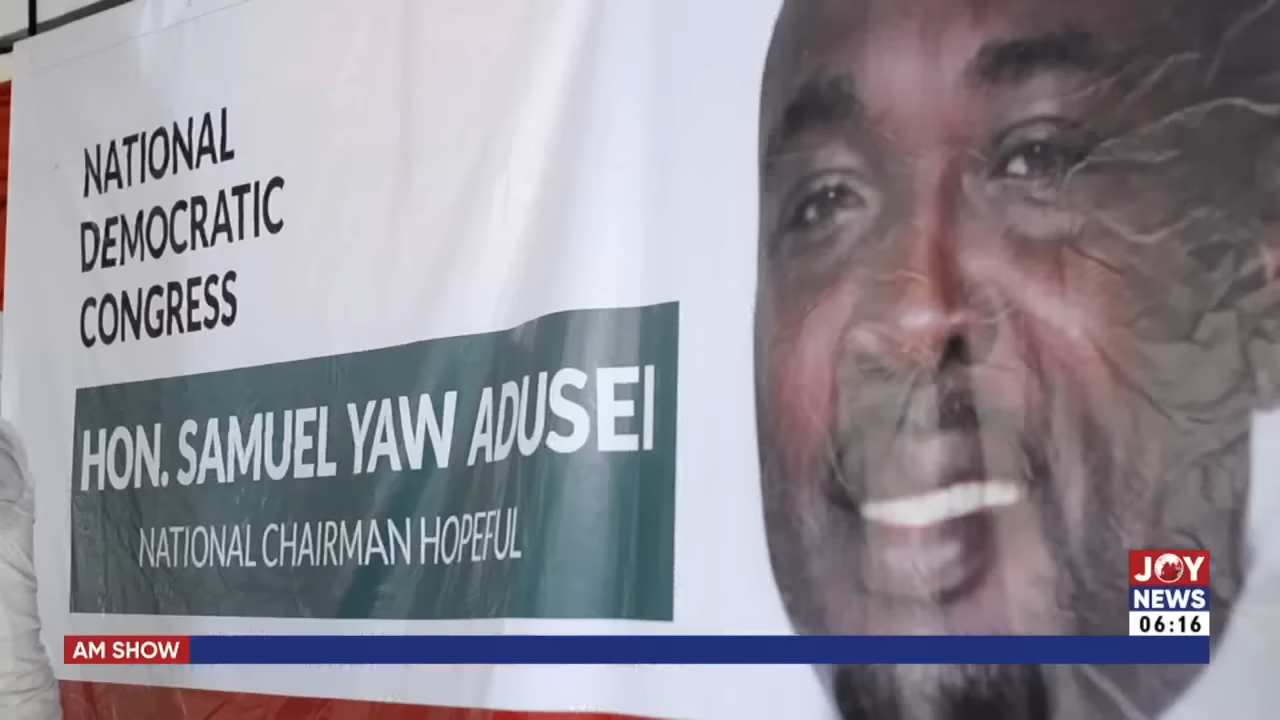 NATIONAL
DEMOCRATIC
CONGRESS
HON. SAMUEL YAW ADUSEI
NATIONAL CHAIRMAN HOPEFUL
JOY
NEWS
06:16
AM SHOW